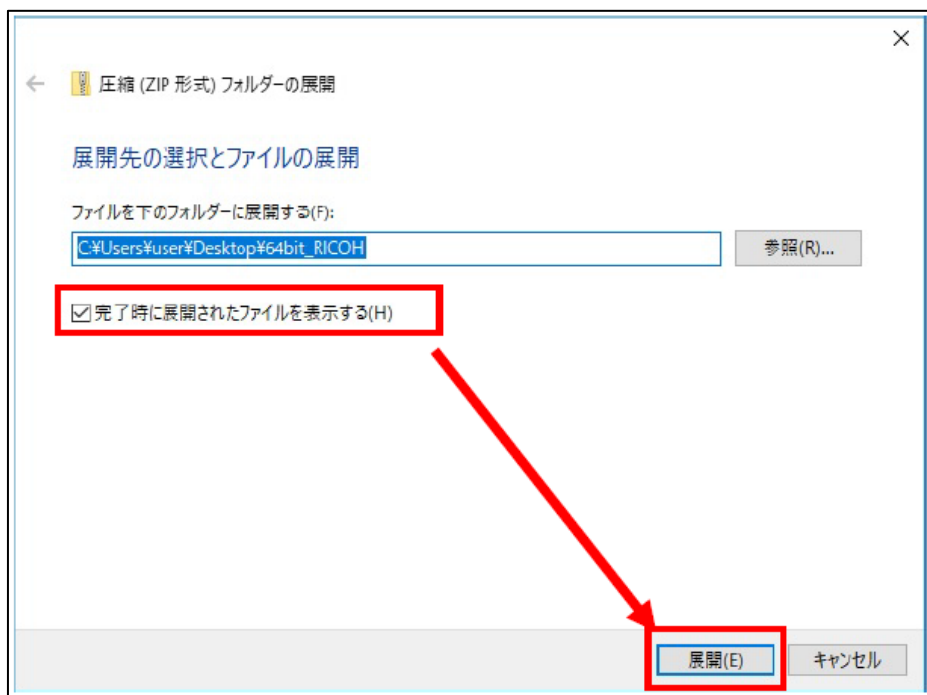 圧縮 (ZIP 形式) フォルダーの展開
展開先の選択とファイルの展開
ファイルを下のフォルダーに展開する(F):
C:¥Users¥user¥Desktop¥64bit_RICOH
参照(R)...
完了時に展開されたファイルを表示する(H)
展開(E)
キャンセル